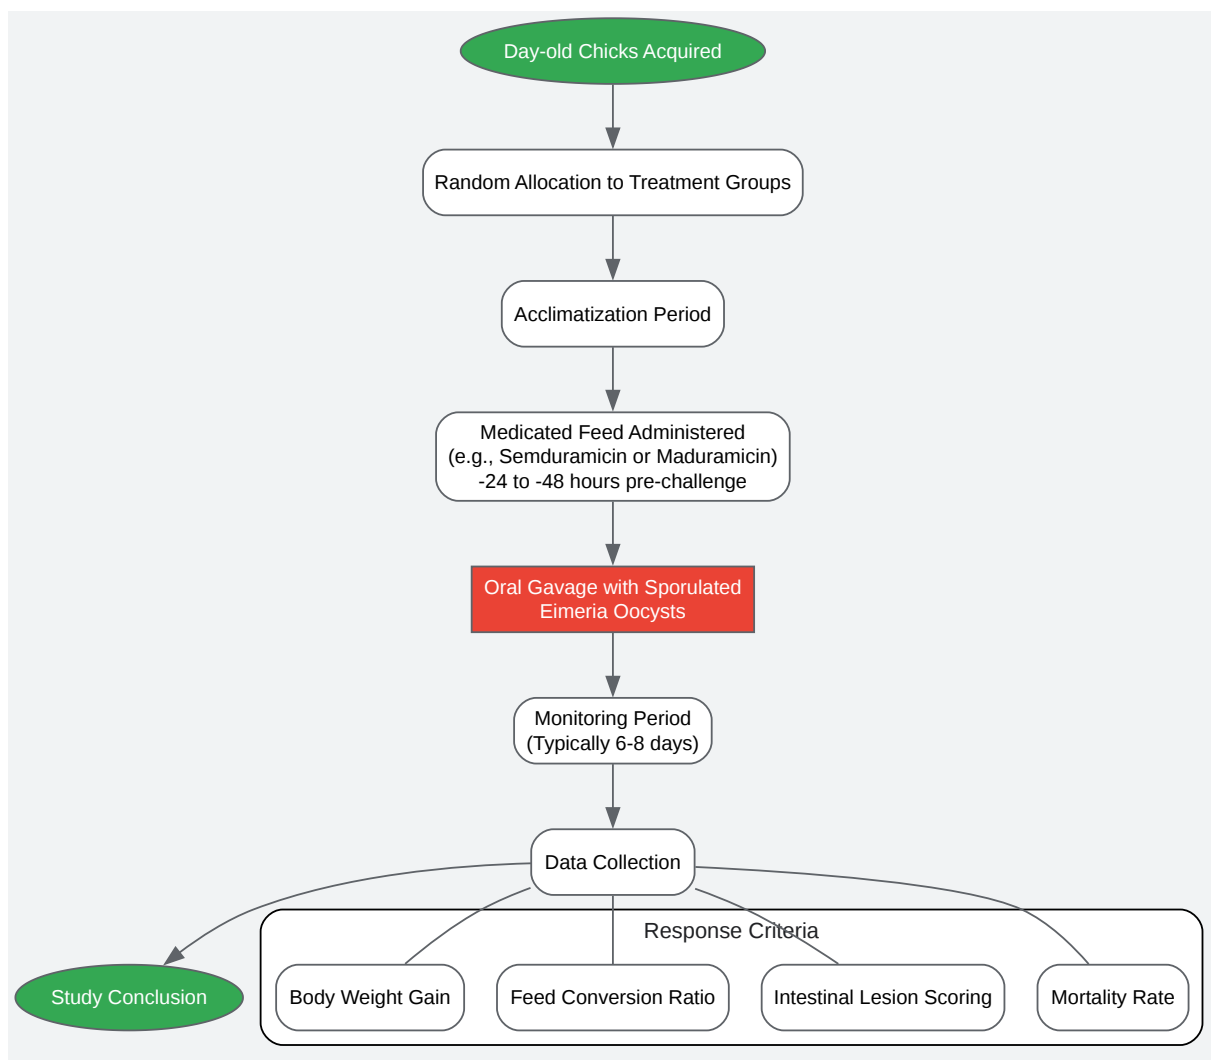 Day-old Chicks Acquired
Random Allocation to Treatment Groups
Acclimatization Period
Medicated Feed Administered
(e.g., Semduramicin or Maduramicin)
-24 to -48 hours pre-challenge
Oral Gavage with Sporulated
Eimeria Oocysts
Monitoring Period
(Typically 6-8 days)
Data Collection
Response Criteria
Study Conclusion
Body Weight Gain
Feed Conversion Ratio
Intestinal Lesion Scoring
Mortality Rate